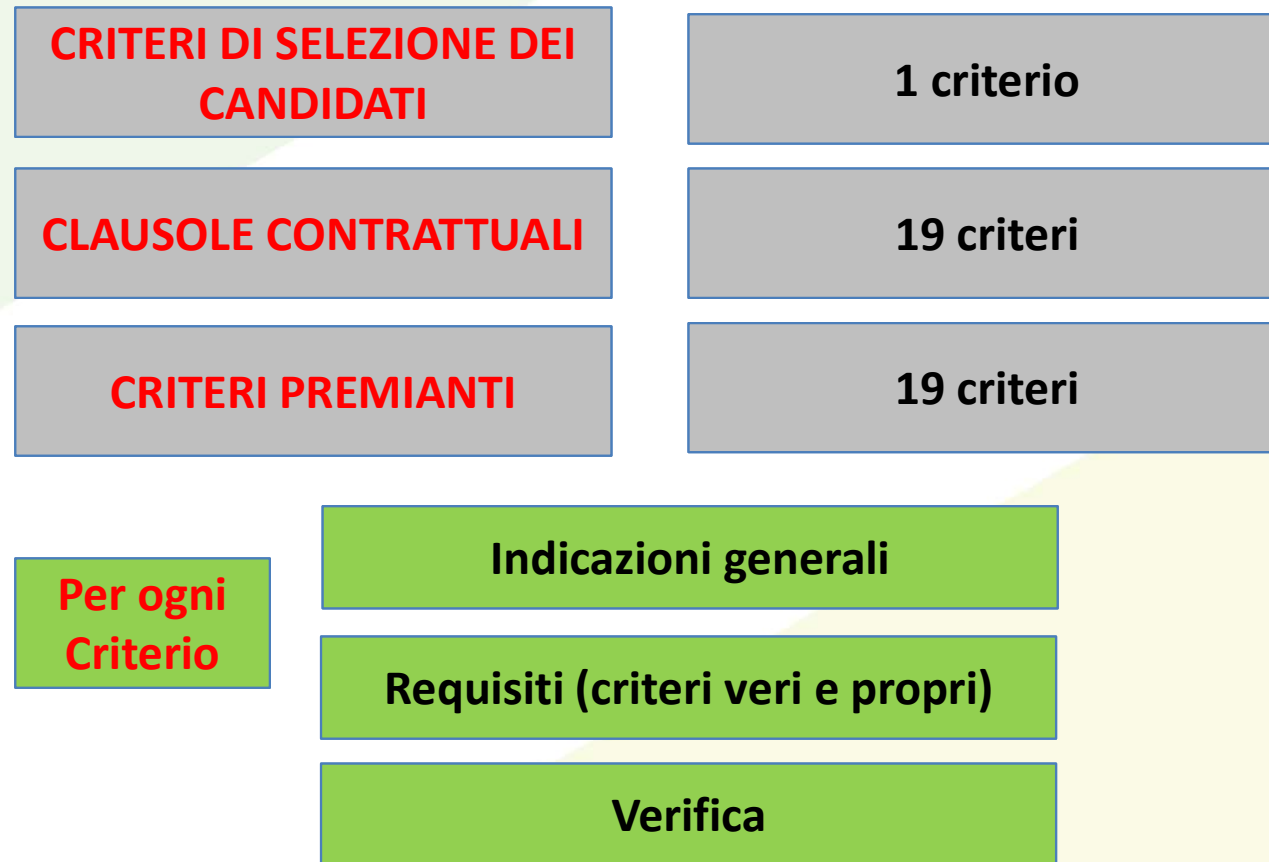 CRITERI DI SELEZIONE DEI
CANDIDATI
1 criterio
CLAUSOLE CONTRATTUALI
19 criteri
CRITERI PREMIANTI
19 criteri
Per ogni
Criterio
Indicazioni generali
Requisiti (criteri veri e propri)
Verifica